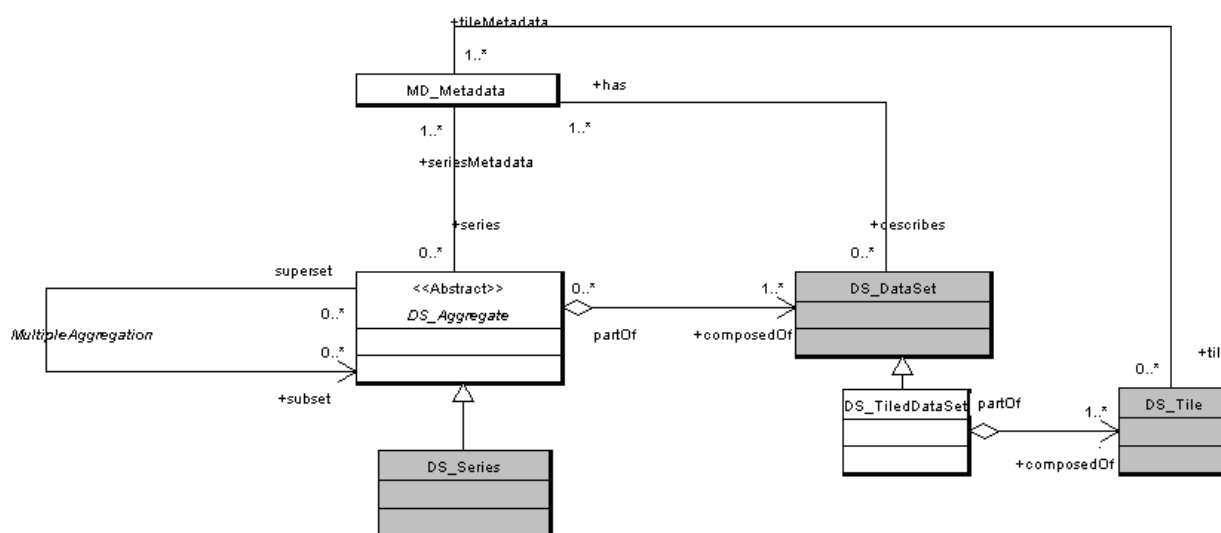 +tileMetadata
1..*
MD_Metadata
+has
1..*
1..*
+seriesMetadata
+series
+describes
0..*
0..*
superset
<<Abstract>>
DS_Aggregate
0..*
1..*
DS_DataSet
0..*
MultipleAggregation
partOf
+composedOf
0..*
+subset
+til
0..*
DS_TiledDataSet
partOf
1..*
DS_Tile
+composedOf
DS_Series